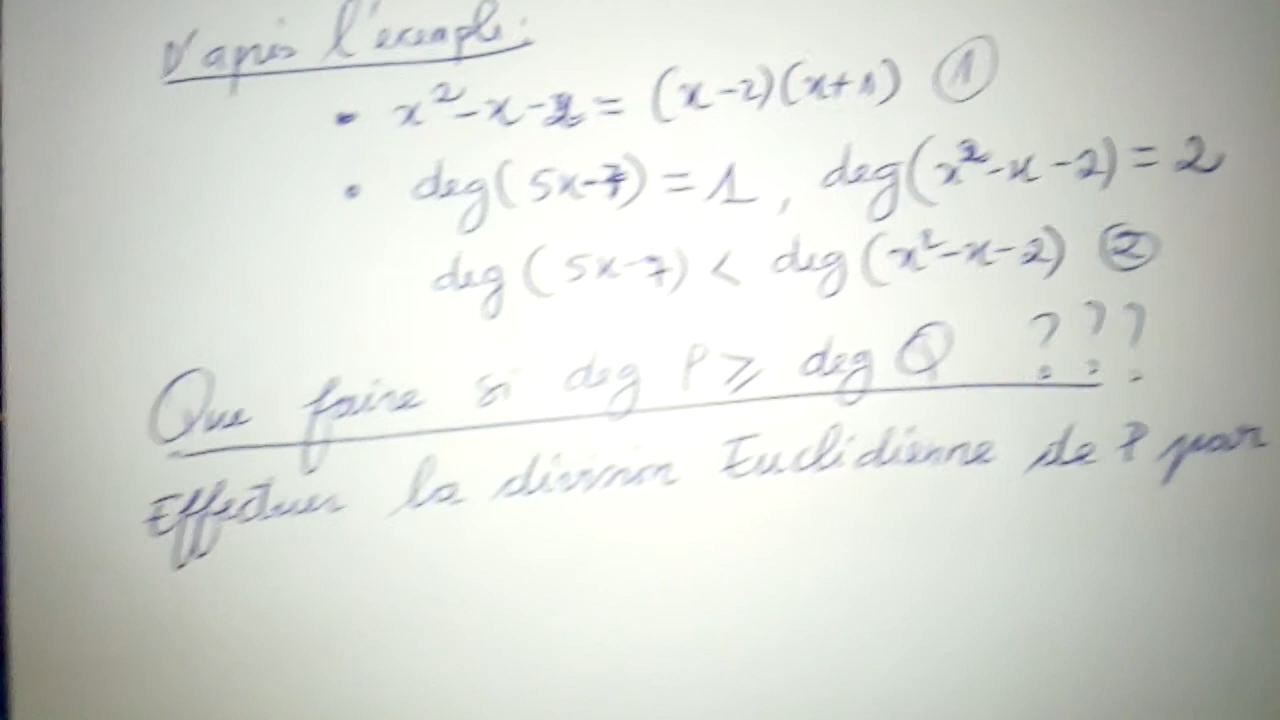 D'après l'exemple:
• x²-x-2 = (x-2)(x+1) ①
• deg(5x-7) = 1, deg(x²-x-2) = 2
deg(5x-7) < deg(x²-x-2) ②
Que faire si deg P ⩾ deg Q ???
Effectuer la division Euclidienne de P par